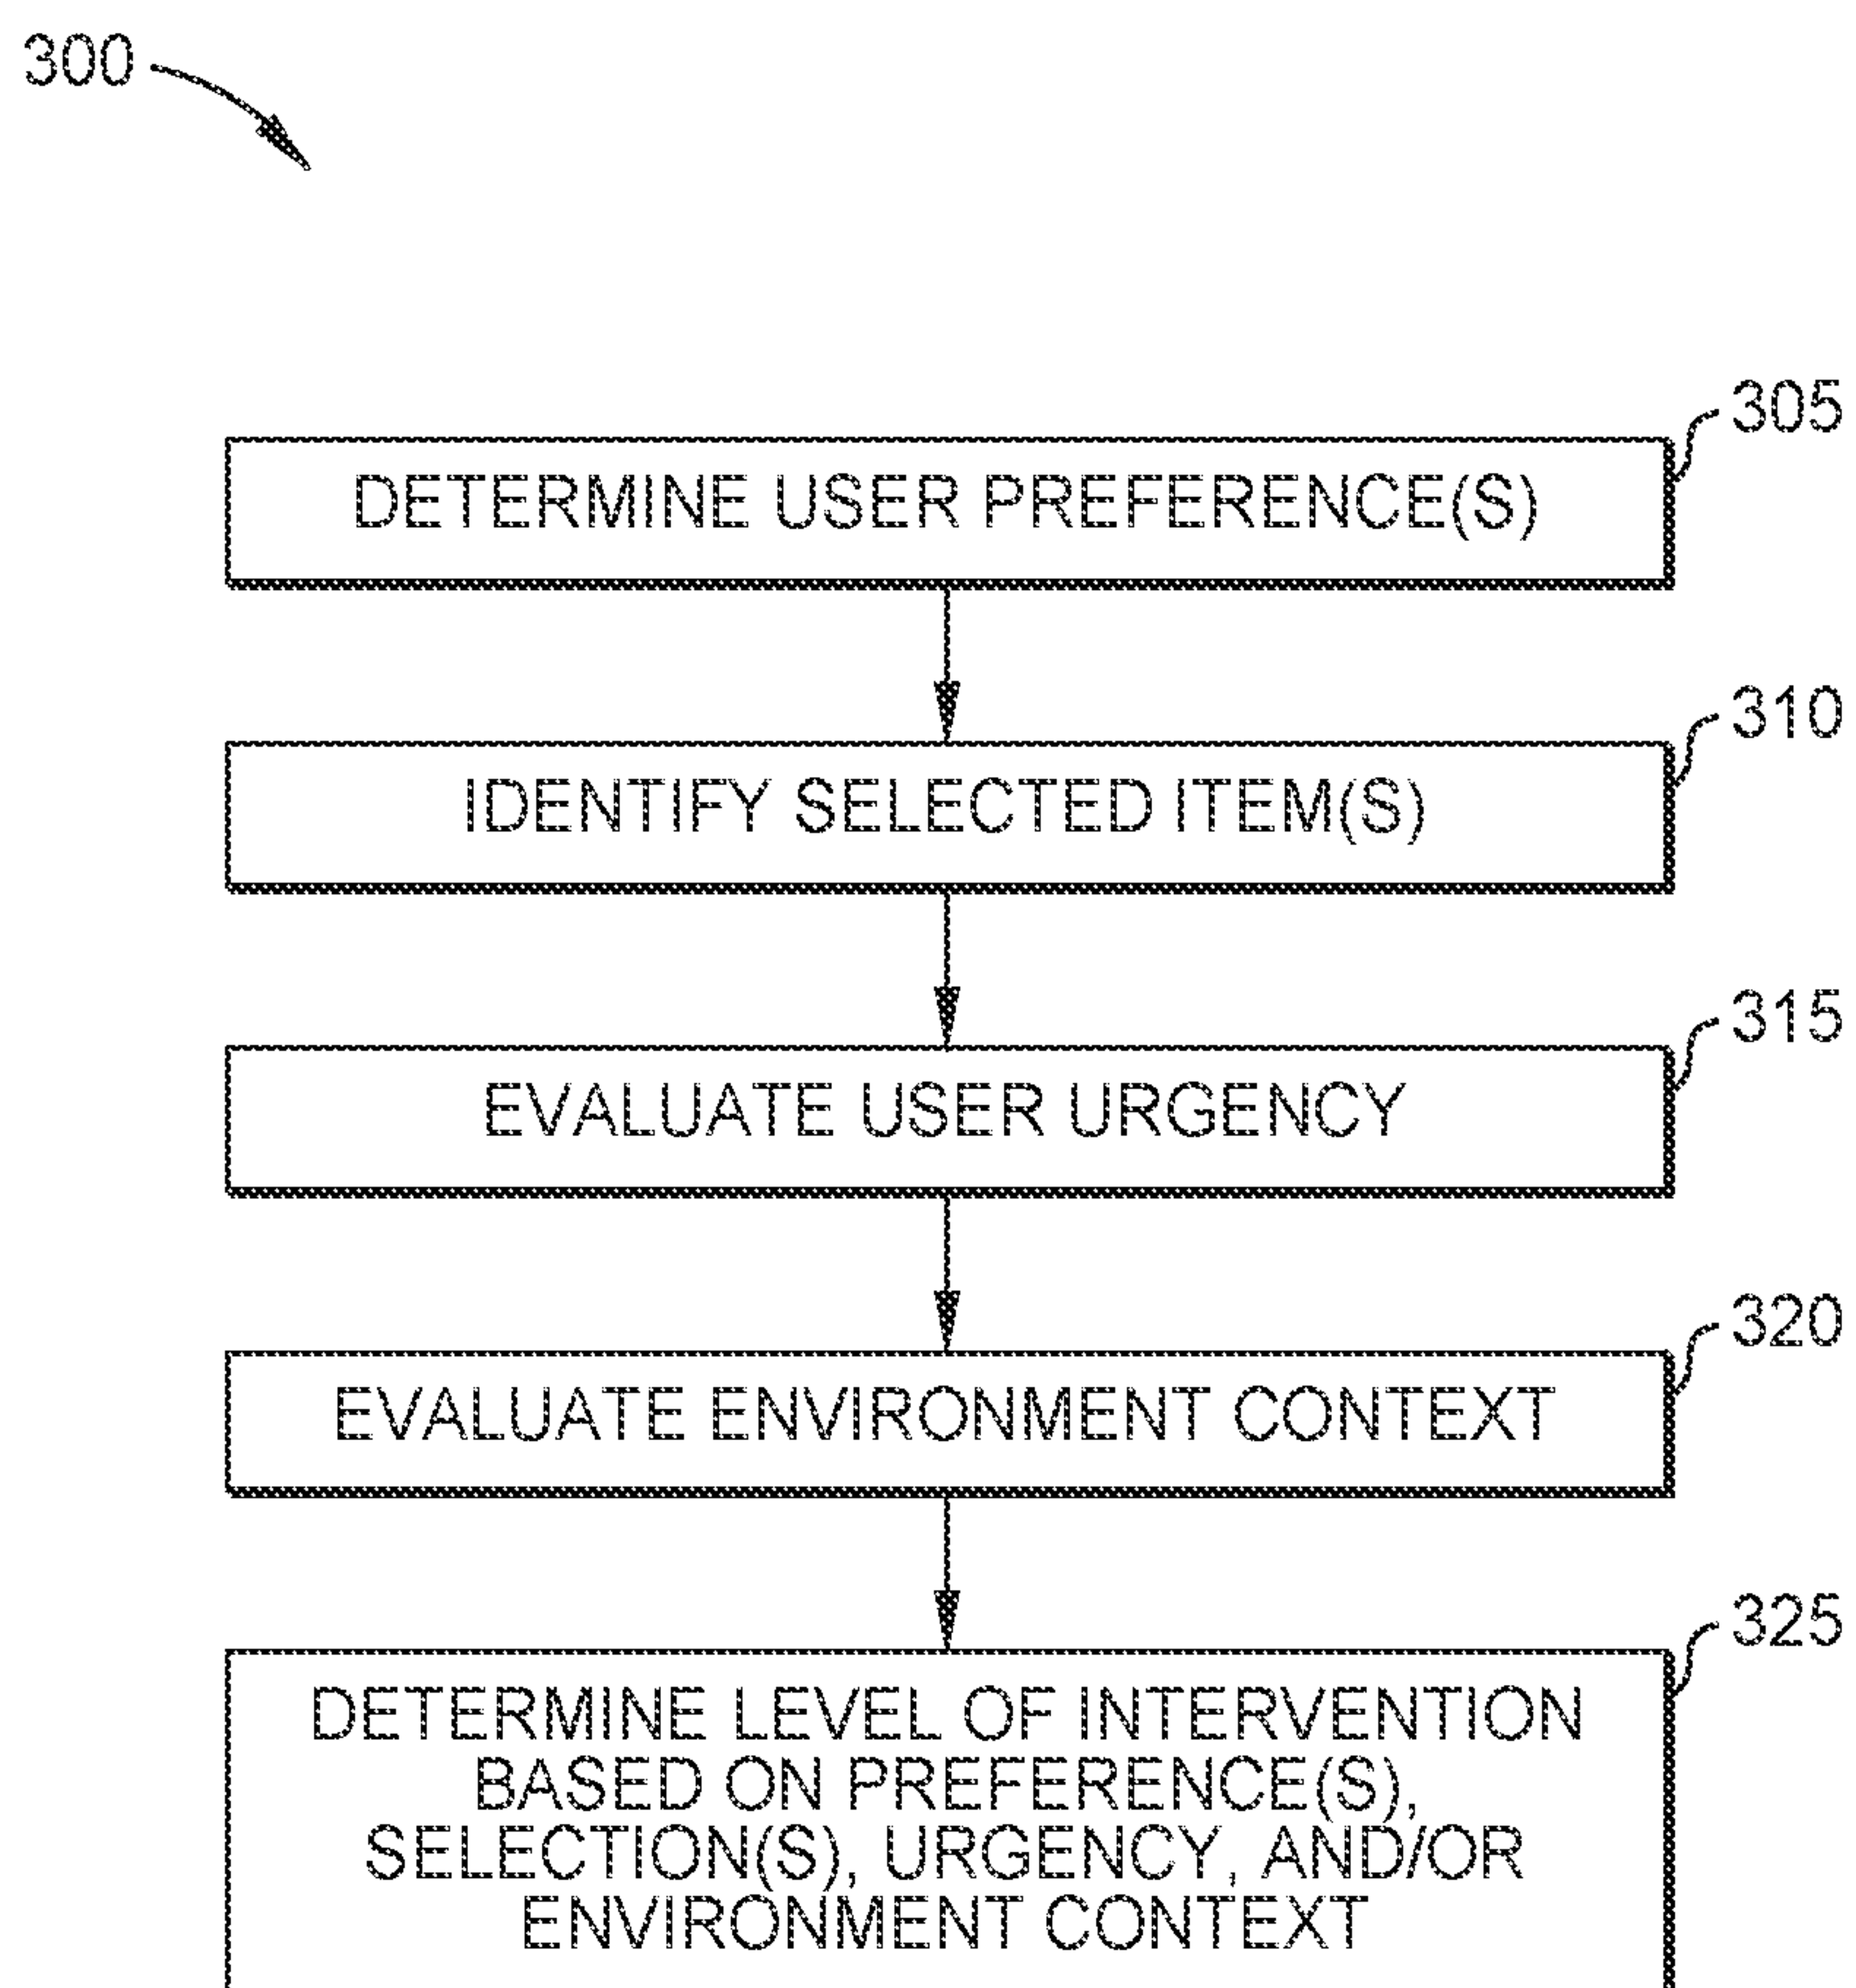 300
305
DETERMINE USER PREFERENCE(S)
310
IDENTIFY SELECTED ITEM(S)
315
EVALUATE USER URGENCY
320
EVALUATE ENVIRONMENT CONTEXT
325
DETERMINE LEVEL OF INTERVENTION
BASED ON PREFERENCE(S),
SELECTION(S), URGENCY, AND/OR
ENVIRONMENT CONTEXT